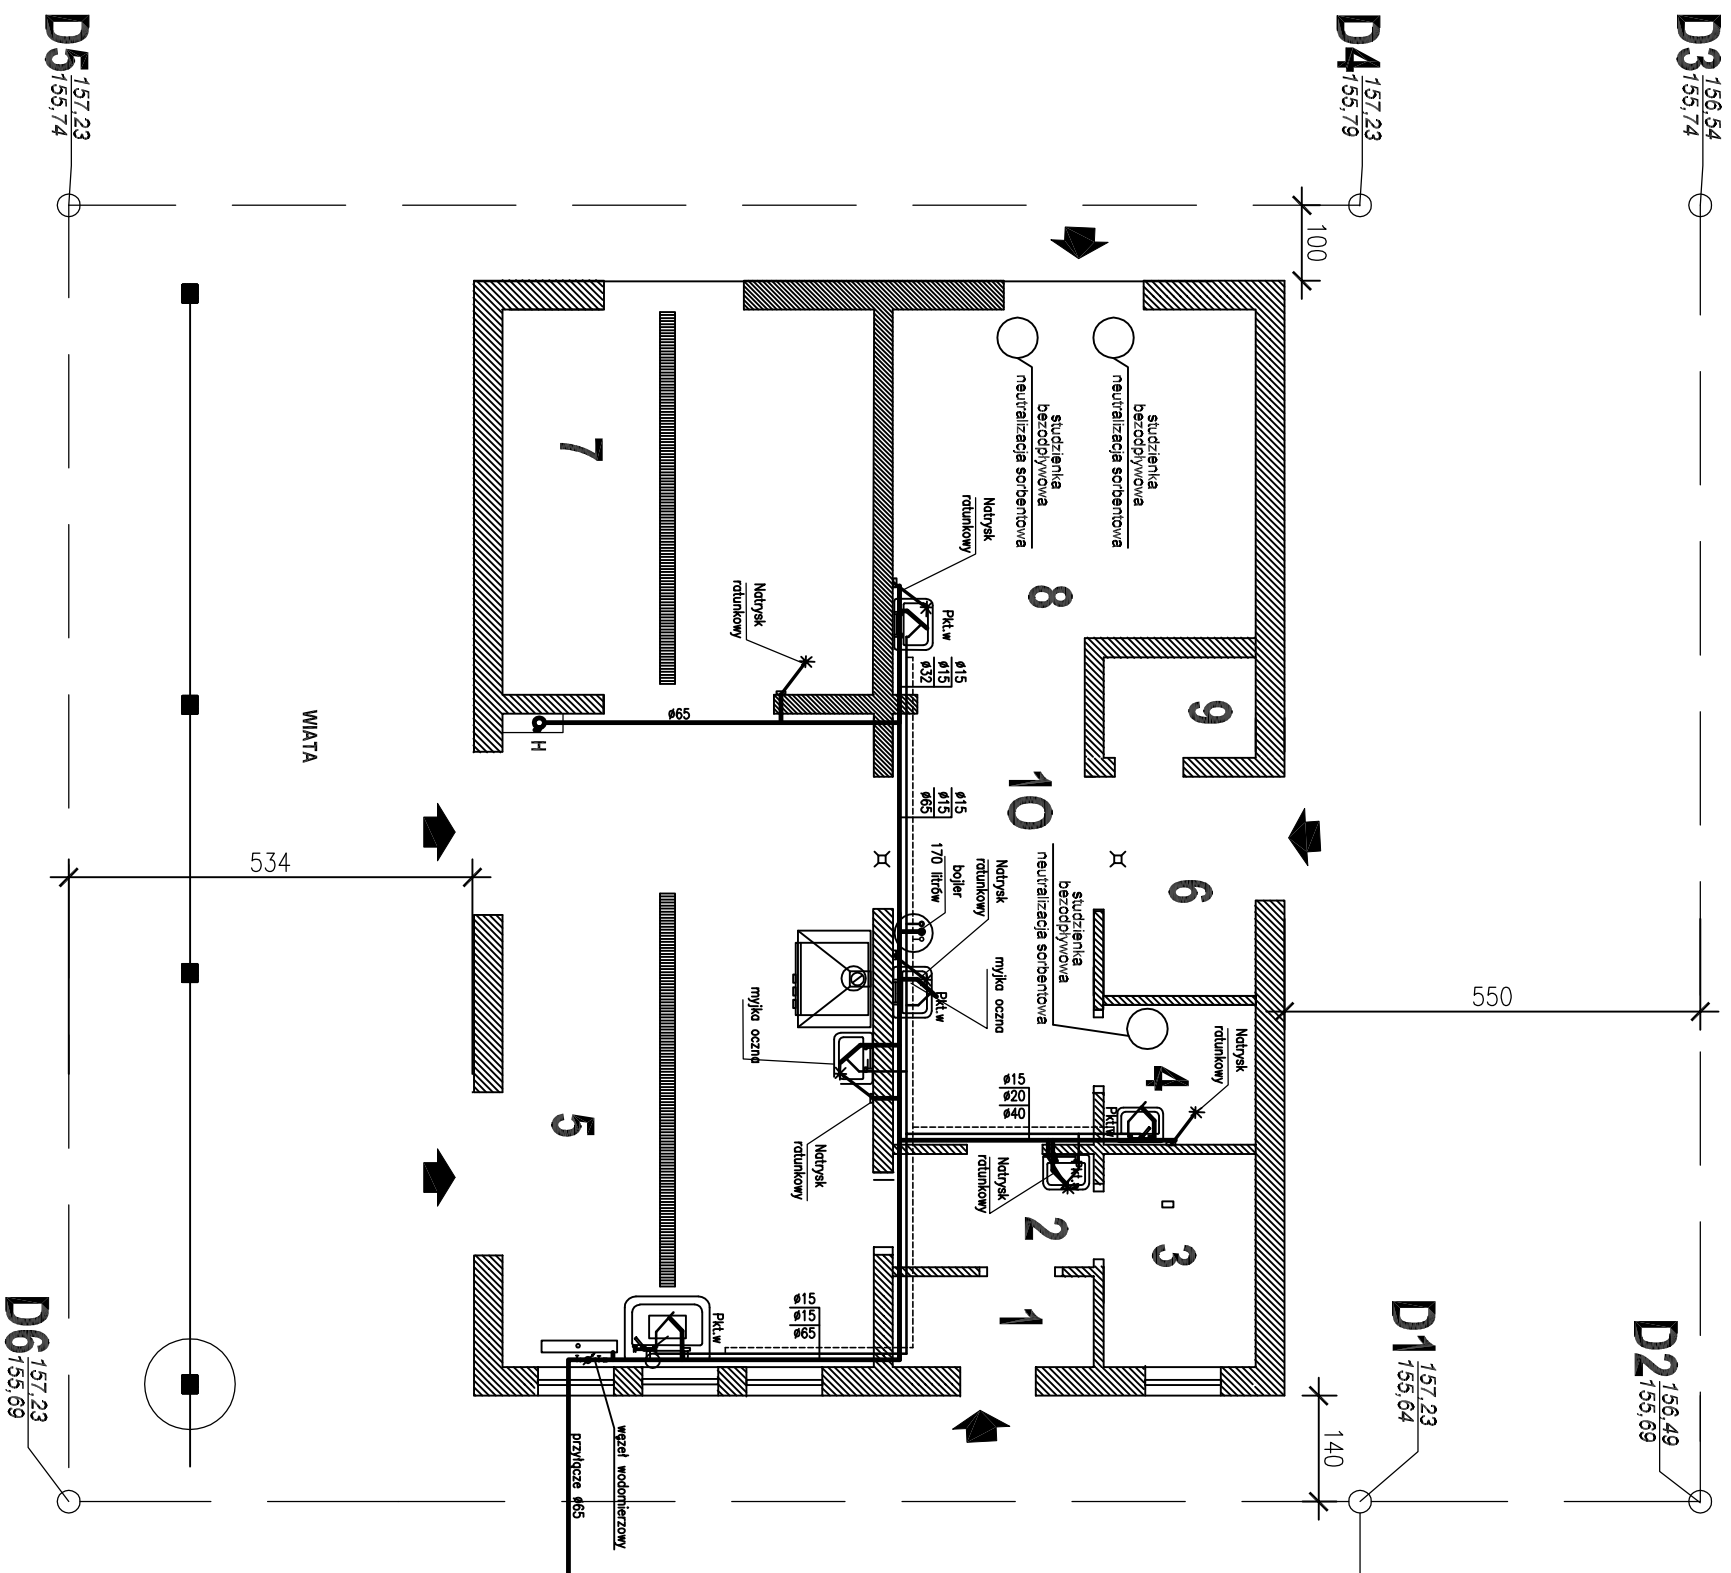 D5
157,23
155,74
D4
157,23
155,79
D3
156,54
155,74
100
studzienka
bezodpływowa
neutralizacja sorbentowa
studzienka
bezodpływowa
neutralizacja sorbentowa
7
8
Natrysk
ratunkowy
Natrysk
ratunkowy
Pkt.w
ø15
ø15
ø32
9
ø65
H
WIATA
10
ø15
ø15
ø65
534
bojler
170 litrów
Natrysk
ratunkowy
studzienka
bezodpływowa
neutralizacja sorbentowa
6
550
myjka oczna
Pkt.w
myjka oczna
Natrysk
ratunkowy
4
ø15
ø20
ø40
Pkt.w
5
Natrysk
ratunkowy
Natrysk
ratunkowy
2
3
1
ø15
ø15
ø65
Pkt.w
węzeł wodomierzowy
przyłącze ø65
140
D6
157,23
155,69
D1
157,23
155,64
D2
156,49
155,69